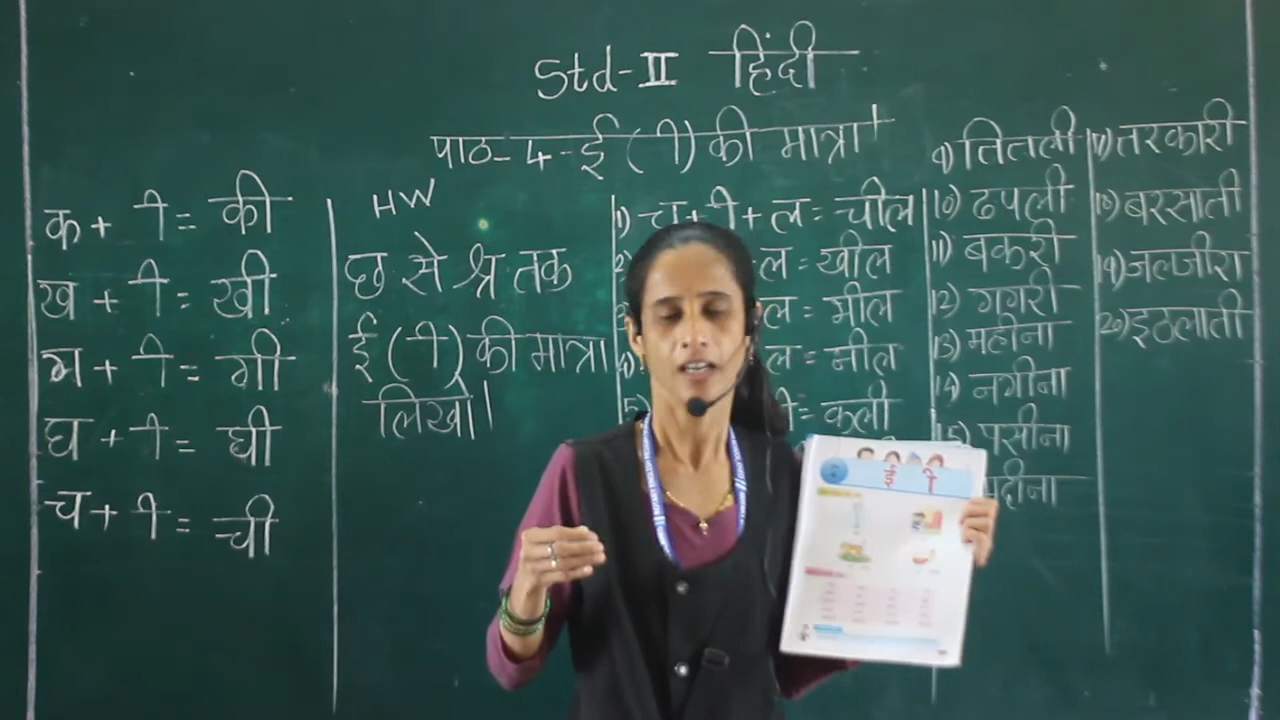 Std-II हिंदी
पाठ-4-ई (ी) की मात्रा।
क + ी = की
ख + ी = खी
ग + ी = गी
घ + ी = घी
च + ी = ची
HW
छ से श्र तक
ई (ी) की मात्रा
लिखो।
1) च + ी + ल = चील
ल = खील
ल = मील
ल = नील
5) ी = कली
9) तितली
10) ढपली
11) बकरी
12) गगरी
13) महीना
14) नगीना
15) पसीना
17) तरकारी
18) बरसाती
19) जलजीरा
20) इठलाती
ई ी